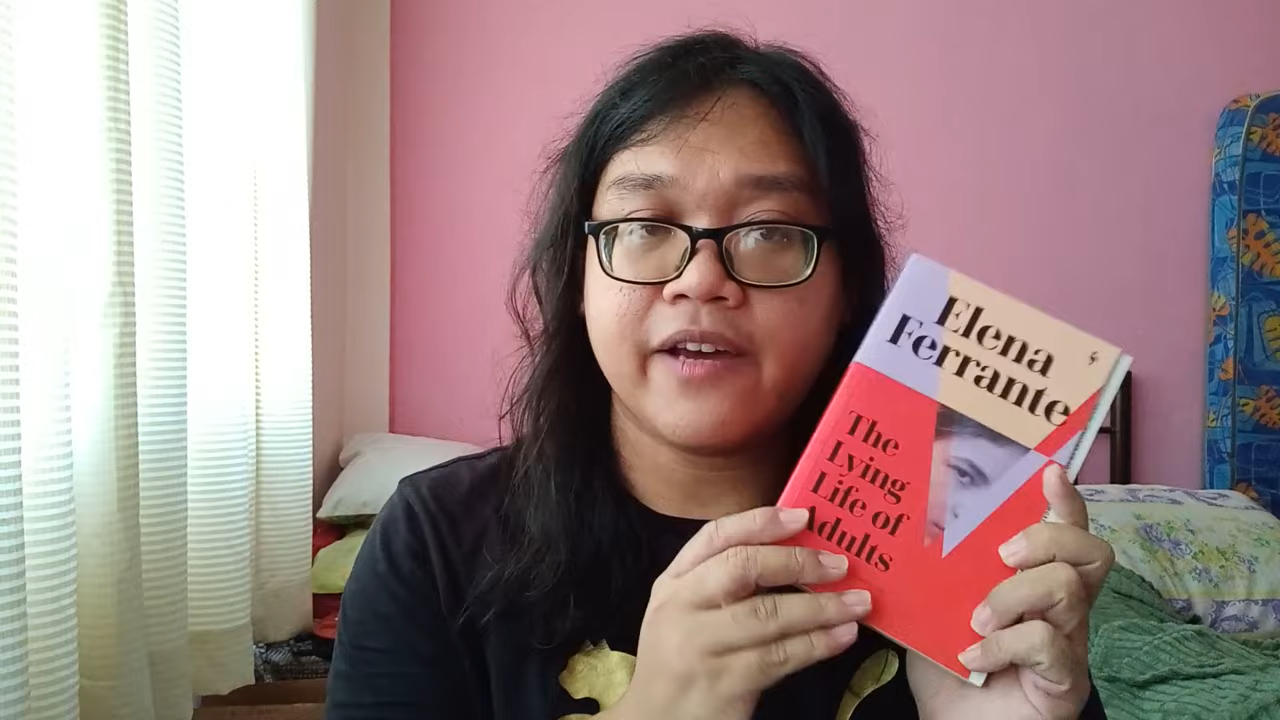 Elena
Ferrante
The
Lying
Life of
Adults